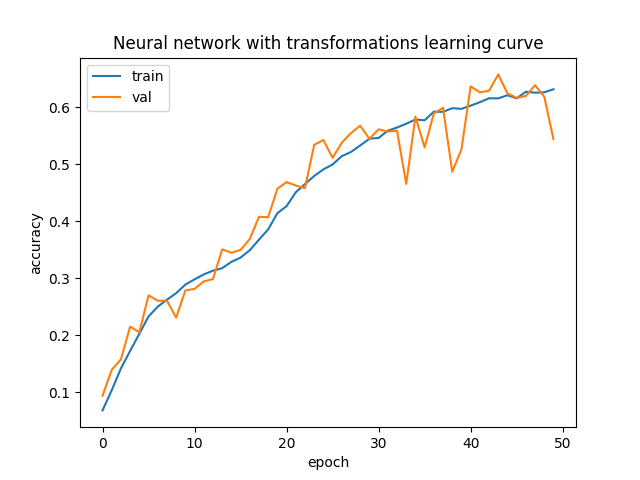 Neural network with transformations learning curve
train
val
accuracy
0.6
0.5
0.4
0.3
0.2
0.1
0 10 20 30 40 50
epoch